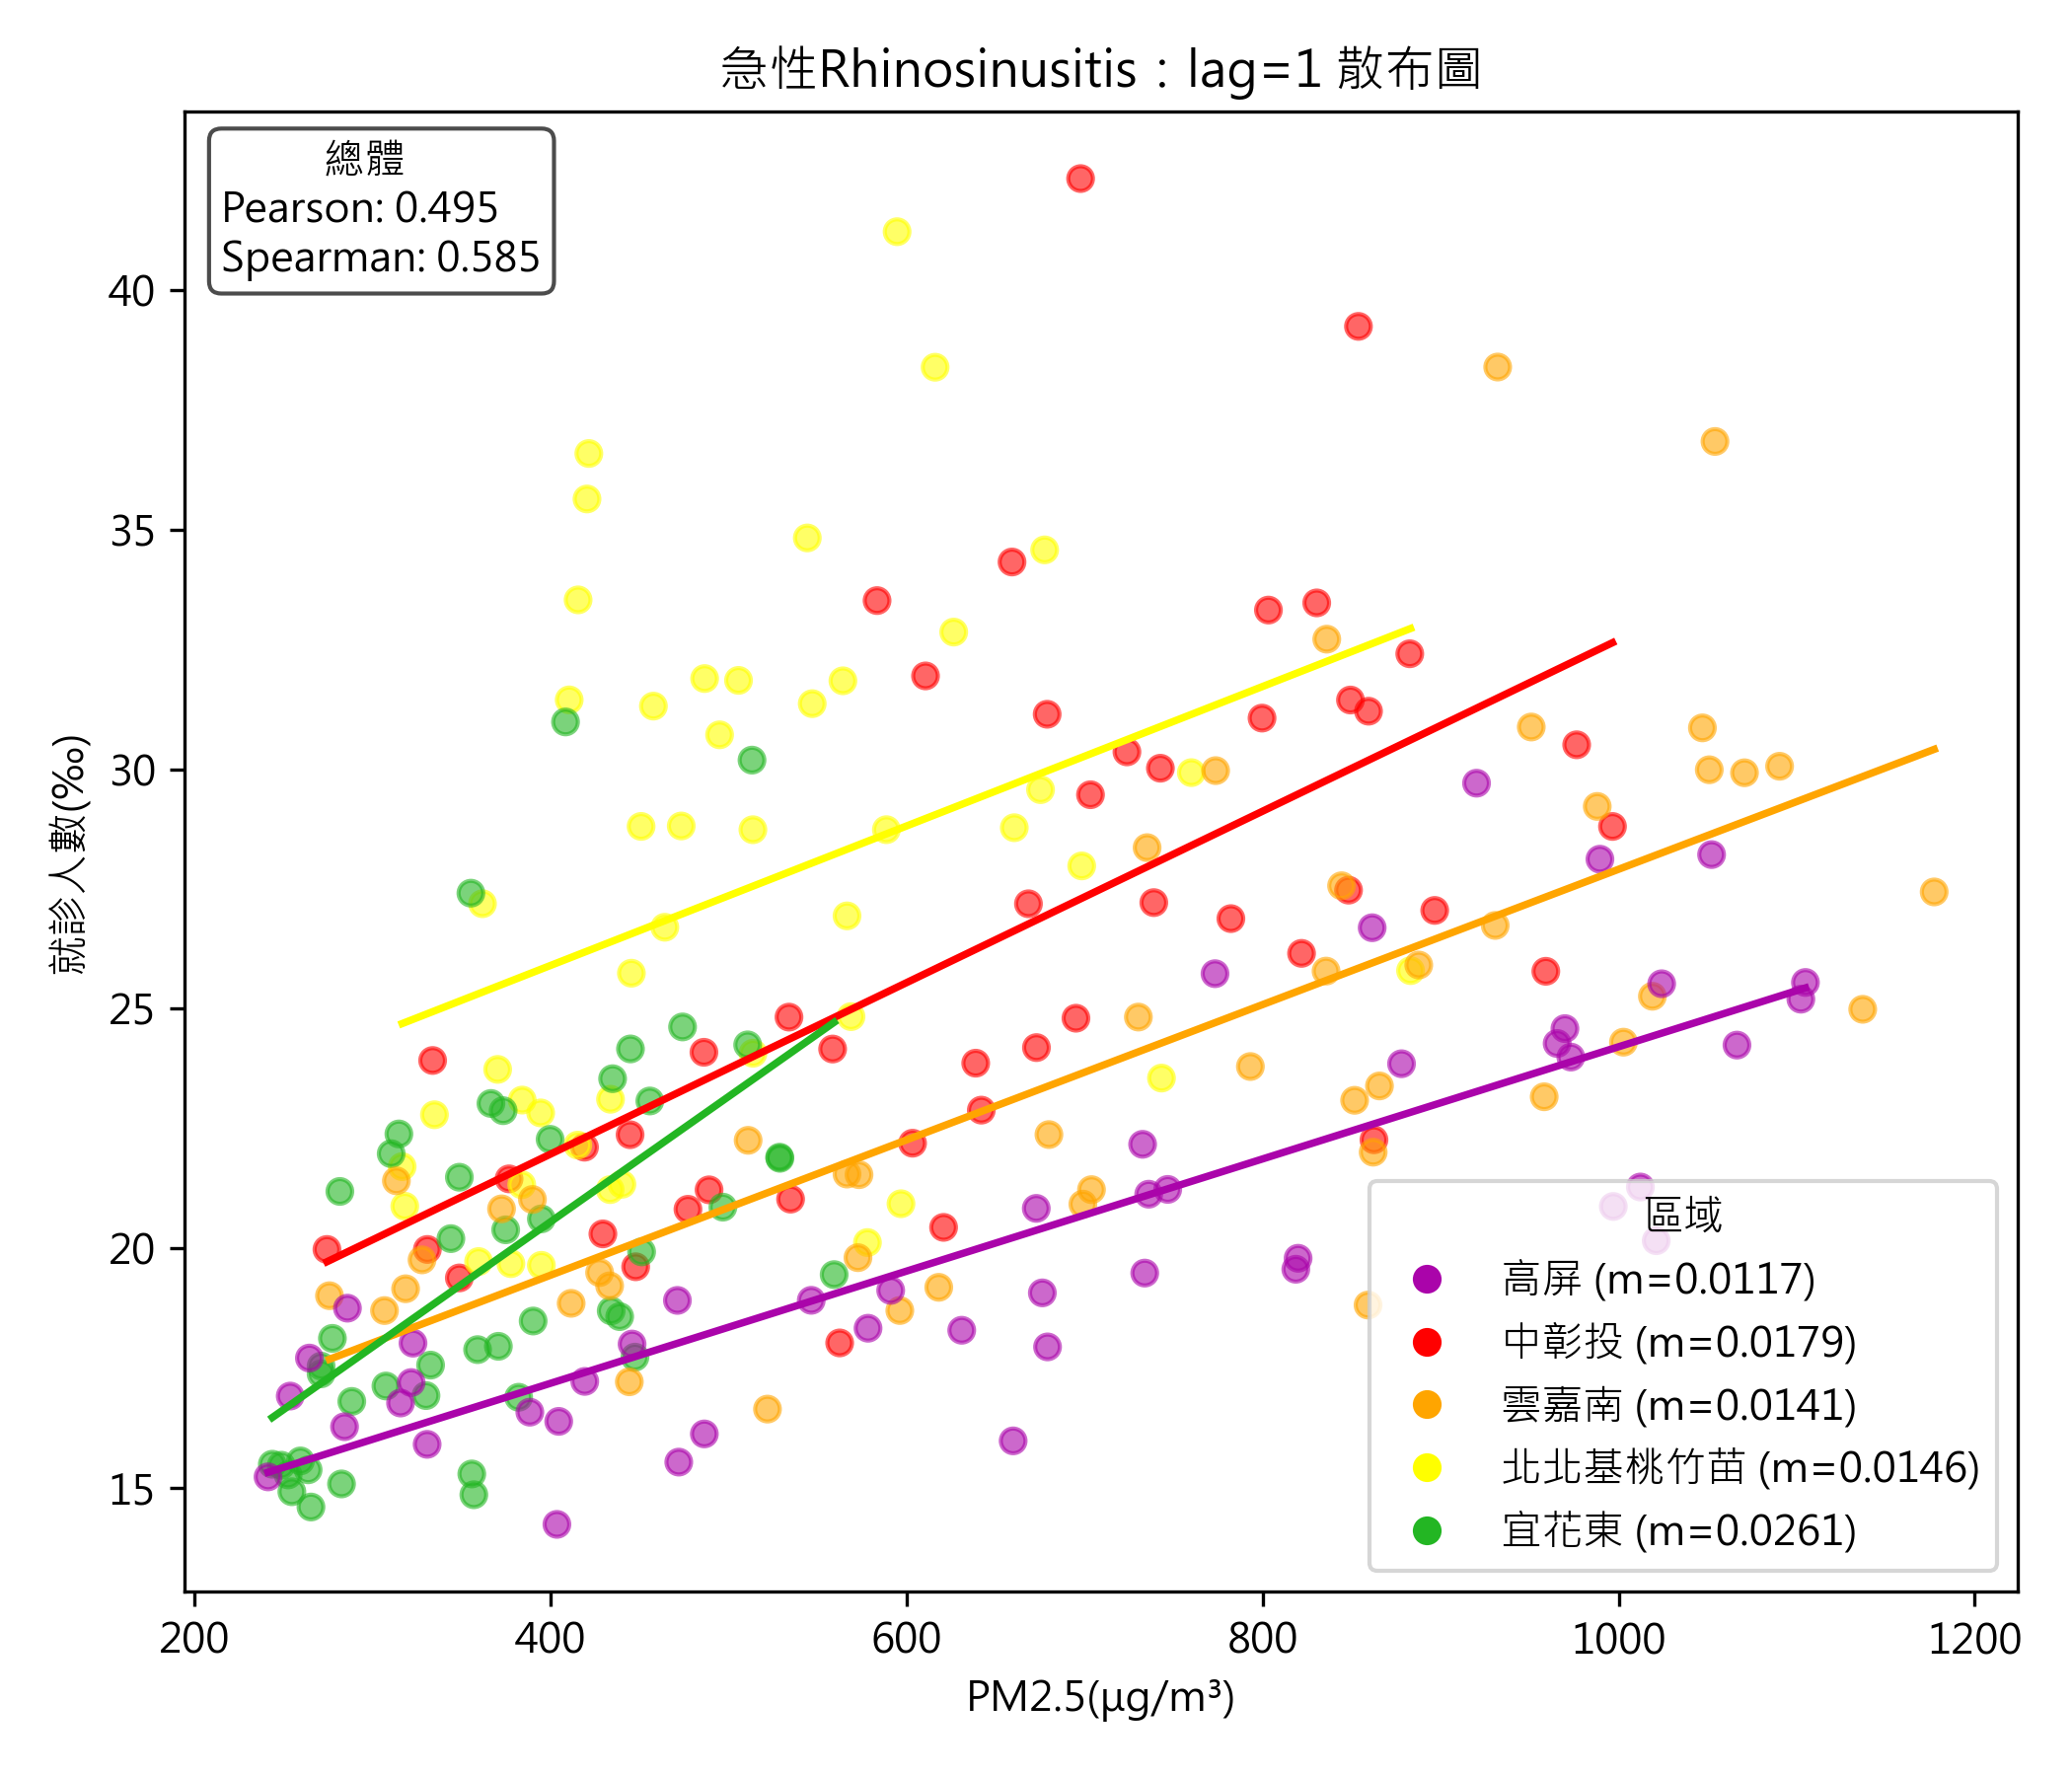 急性Rhinosinusitis：lag=1 散布圖
總體
Pearson: 0.495
Spearman: 0.585
就診人數(‰)
40
35
30
25
20
15
200
400
600
800
1000
1200
PM2.5(μg/m³)
區域
高屏 (m=0.0117)
中彰投 (m=0.0179)
雲嘉南 (m=0.0141)
北北基桃竹苗 (m=0.0146)
宜花東 (m=0.0261)